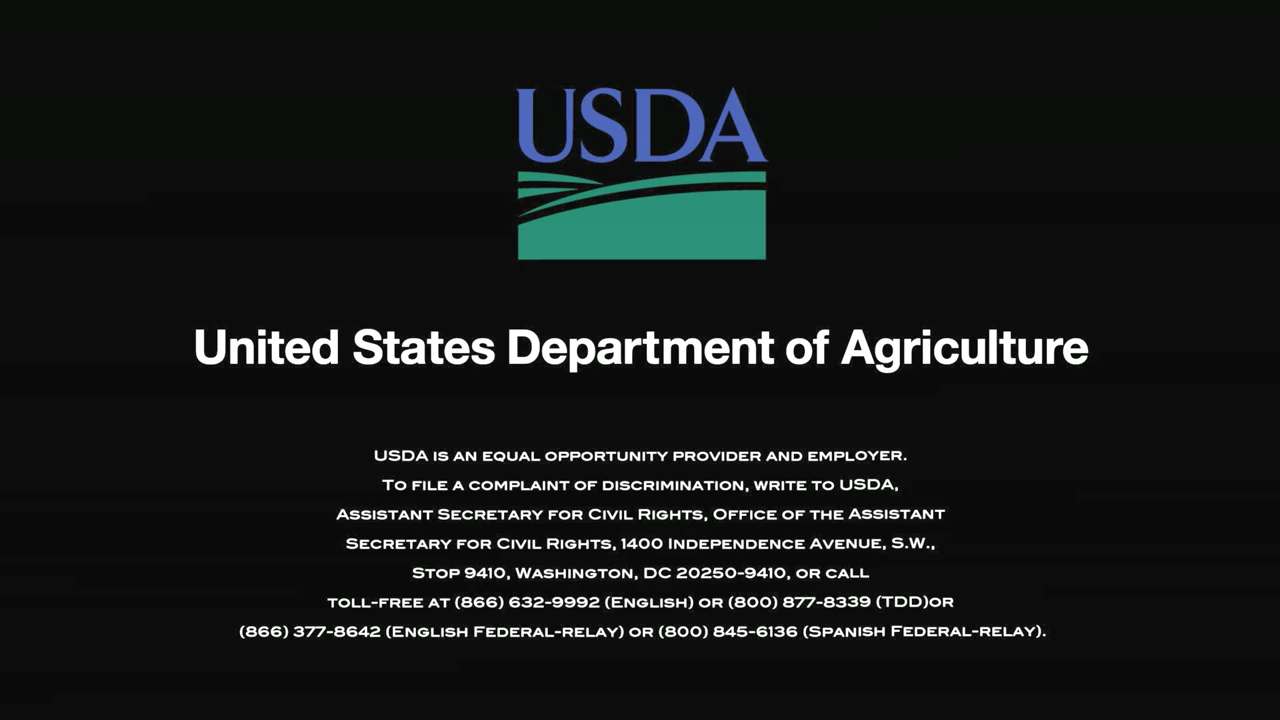 USDA
United States Department of Agriculture
USDA IS AN EQUAL OPPORTUNITY PROVIDER AND EMPLOYER.
TO FILE A COMPLAINT OF DISCRIMINATION, WRITE TO USDA,
ASSISTANT SECRETARY FOR CIVIL RIGHTS, OFFICE OF THE ASSISTANT
SECRETARY FOR CIVIL RIGHTS, 1400 INDEPENDENCE AVENUE, S.W.,
STOP 9410, WASHINGTON, DC 20250-9410, OR CALL
TOLL-FREE AT (866) 632-9992 (ENGLISH) OR (800) 877-8339 (TDD)OR
(866) 377-8642 (ENGLISH FEDERAL-RELAY) OR (800) 845-6136 (SPANISH FEDERAL-RELAY).